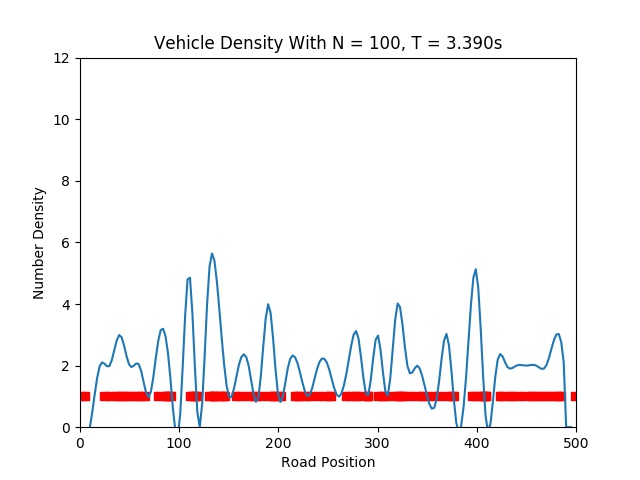 Vehicle Density With N = 100, T = 3.390s
12
10
8
6
4
2
0
Number Density
0 100 200 300 400 500
Road Position